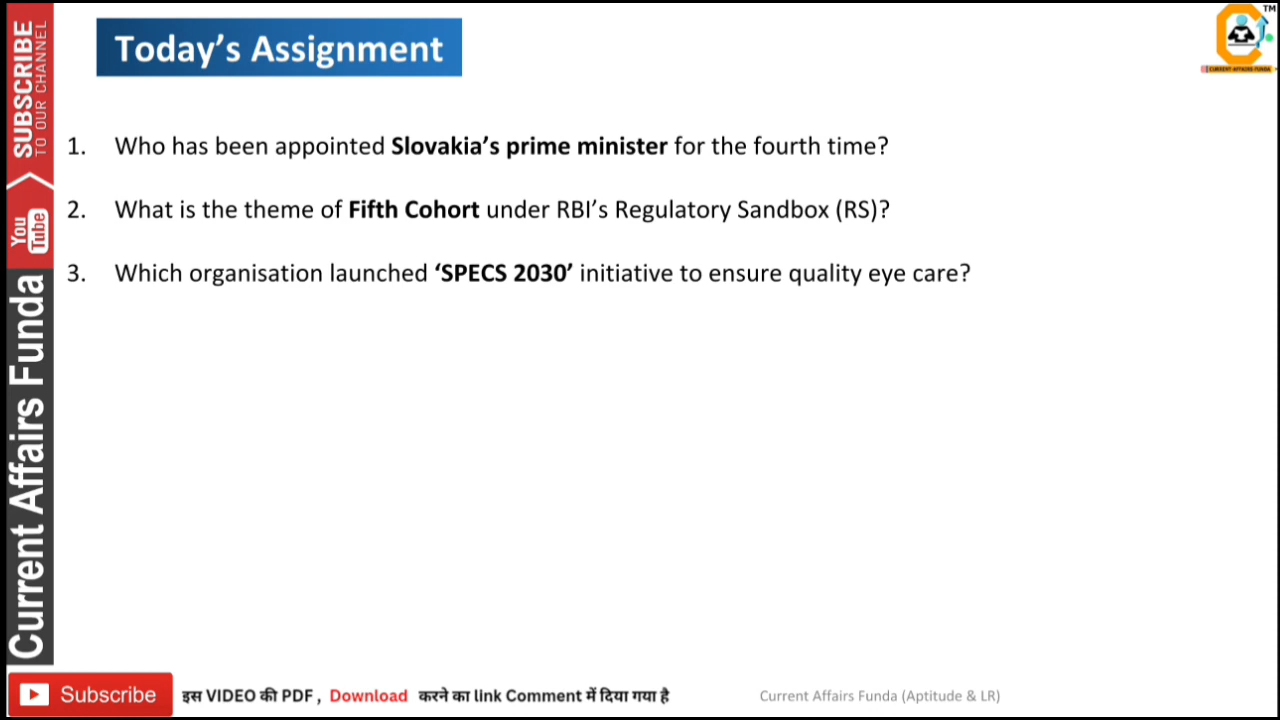 Today’s Assignment
1. Who has been appointed Slovakia’s prime minister for the fourth time?
2. What is the theme of Fifth Cohort under RBI’s Regulatory Sandbox (RS)?
3. Which organisation launched ‘SPECS 2030’ initiative to ensure quality eye care?
SUBSCRIBE
TO OUR CHANNEL
You
Tube
Current Affairs Funda
TM
CURRENT AFFAIRS FUNDA
Subscribe
इस VIDEO की PDF , Download करने का link Comment में दिया गया है
Current Affairs Funda (Aptitude & LR)